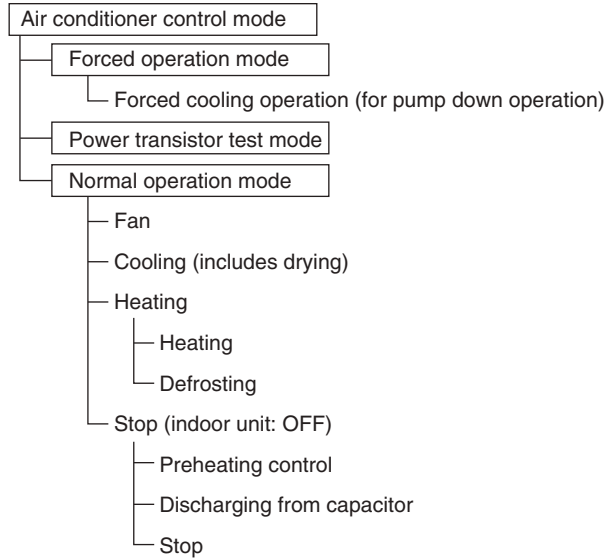 Air conditioner control mode
Forced operation mode
Forced cooling operation (for pump down operation)
Power transistor test mode
Normal operation mode
Fan
Cooling (includes drying)
Heating
Heating
Defrosting
Stop (indoor unit: OFF)
Preheating control
Discharging from capacitor
Stop